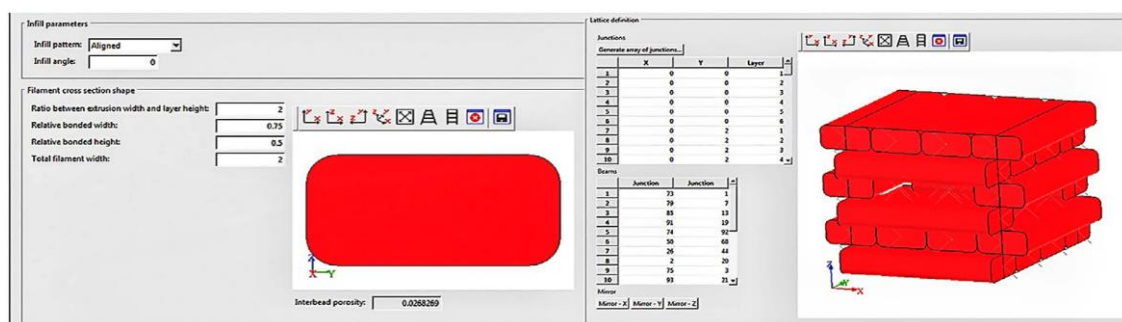 Infill parameters
Infill pattern: Aligned
Infill angle: 0
Filament cross section shape
Ratio between extrusion width and layer height: 2
Relative bonded width: 0.75
Relative bonded height: 0.5
Total filament width: 2
Z
X Y
Interbead porosity: 0.0268269
Lattice definition
Junctions
Generate array of junctions...
X Y Layer
1 0 0 1
2 0 0 2
3 0 0 3
4 0 0 4
5 0 0 5
6 0 0 6
7 0 2 1
8 0 2 2
9 0 2 3
10 0 2 4
Beams
Junction Junction
1 73 1
2 79 7
3 85 13
4 91 19
5 74 92
6 50 68
7 26 44
8 2 20
9 75 3
10 93 21
Mirror
Mirror - X Mirror - Y Mirror - Z
Z
Y
X